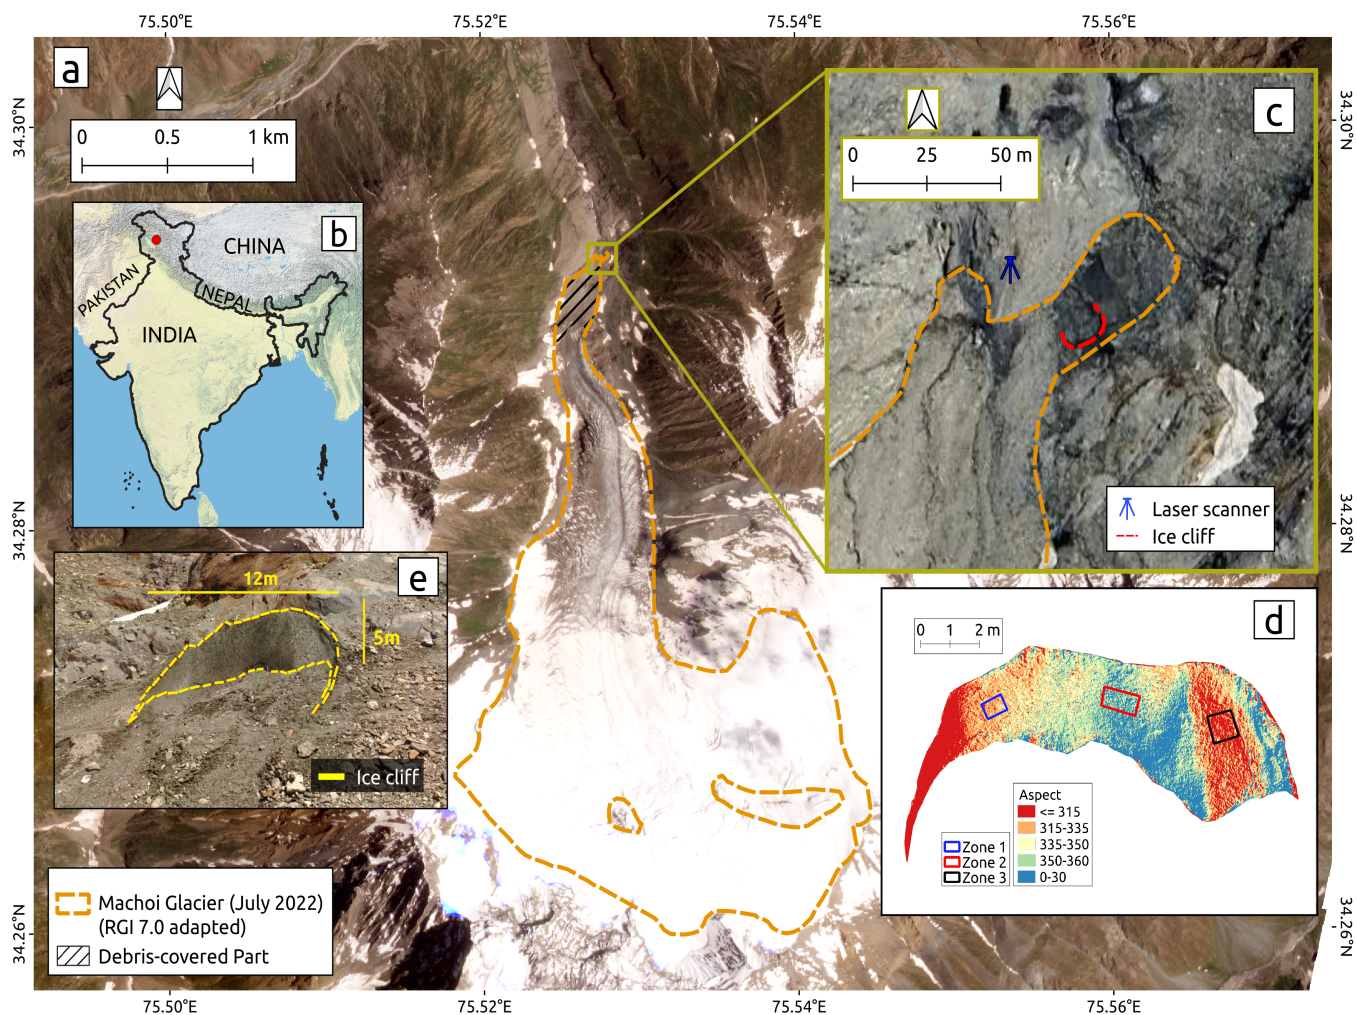 75.50°E
75.52°E
75.54°E
75.56°E
a
0 0.5 1 km
34.30°N
34.30°N
b
CHINA
PAKISTAN
NEPAL
INDIA
c
0 25 50 m
Laser scanner
Ice cliff
34.28°N
34.28°N
e
12m
5m
Ice cliff
d
0 1 2 m
Aspect
<= 315
315-335
335-350
350-360
0-30
Zone 1
Zone 2
Zone 3
Machoi Glacier (July 2022)
(RGI 7.0 adapted)
Debris-covered Part
34.26°N
34.26°N
75.50°E
75.52°E
75.54°E
75.56°E